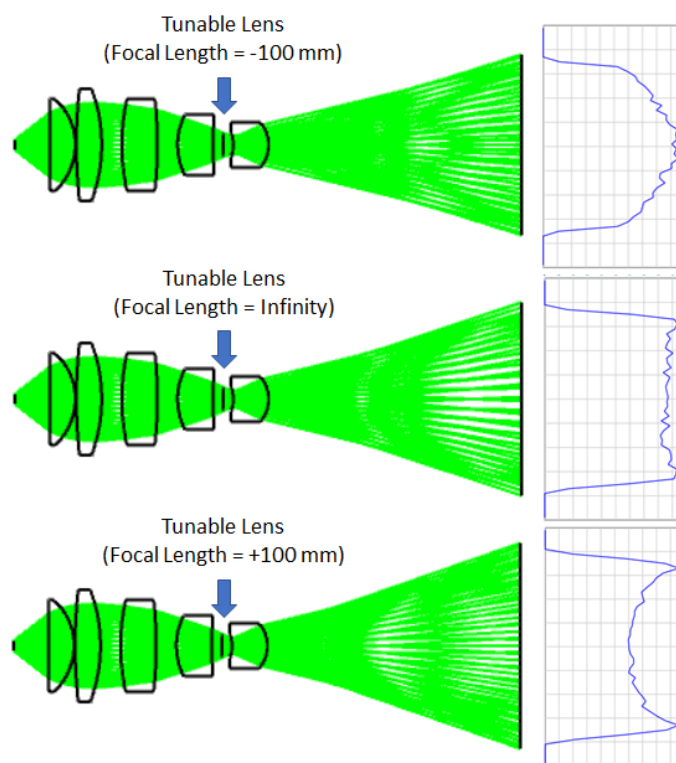 Tunable Lens
(Focal Length = -100 mm)
Tunable Lens
(Focal Length = Infinity)
Tunable Lens
(Focal Length = +100 mm)